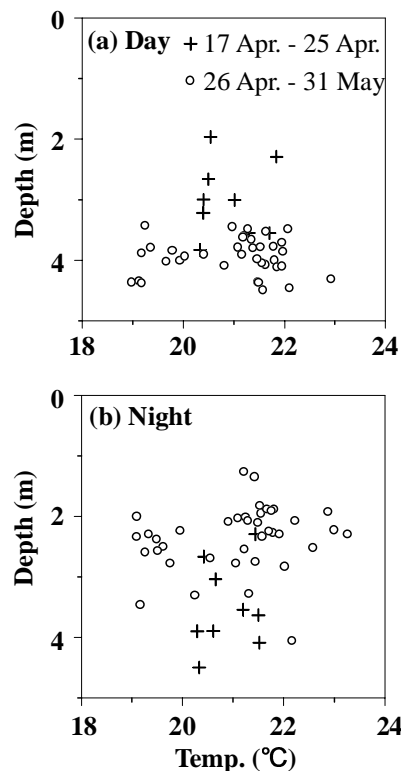 0
(a) Day + 17 Apr. - 25 Apr.
○ 26 Apr. - 31 May
2
Depth (m)
4
18 20 22 24
0
(b) Night
2
Depth (m)
4
18 20 22 24
Temp. (℃)